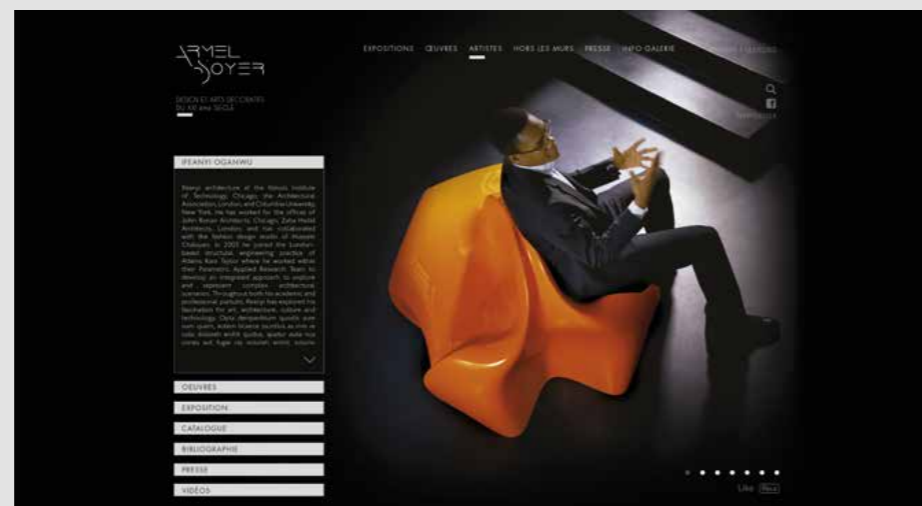 ARMEL
SOYER
EXPOSITIONS ŒUVRES ARTISTES HORS LES MURS PRESSE INFO GALERIE
DESIGN ET ARTS DÉCORATIFS
DU XXI ème SIÈCLE
IFEANYI OGANWU
Ifeanyi architecture at the Illinois Institute
of Technology, Chicago, the Architectural
Association, London, and Columbia University,
New York. He has worked for the offices of
John Ronan Architects, Chicago, Zaha Hadid
Architects, London, and has collaborated
with the fashion design studio of Hussein
Chalayan. In 2005 he joined the London-
based structural engineering practice of
Adams Kara Taylor where he worked within
their Parametric Applied Research Team to
develop an integrated approach to explore
and represent complex architectural
scenarios. Throughout both his academic and
professional pursuits, Ifeanyi has explored his
fascination for art, architecture, culture and
technology.
OEUVRES
EXPOSITION
CATALOGUE
BIBLIOGRAPHIE
PRESSE
VIDÉOS
Like